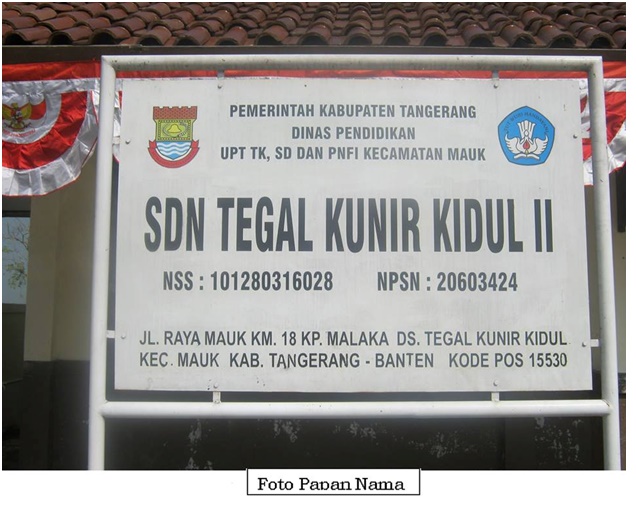 PEMERINTAH KABUPATEN TANGERANG
DINAS PENDIDIKAN
UPT TK, SD DAN PNFI KECAMATAN MAUK
SDN TEGAL KUNIR KIDUL II
NSS : 101280316028 NPSN : 20603424
JL. RAYA MAUK KM. 18 KP. MALAKA DS. TEGAL KUNIR KIDUL
KEC. MAUK KAB. TANGERANG - BANTEN KODE POS 15530
Foto Papan Nama